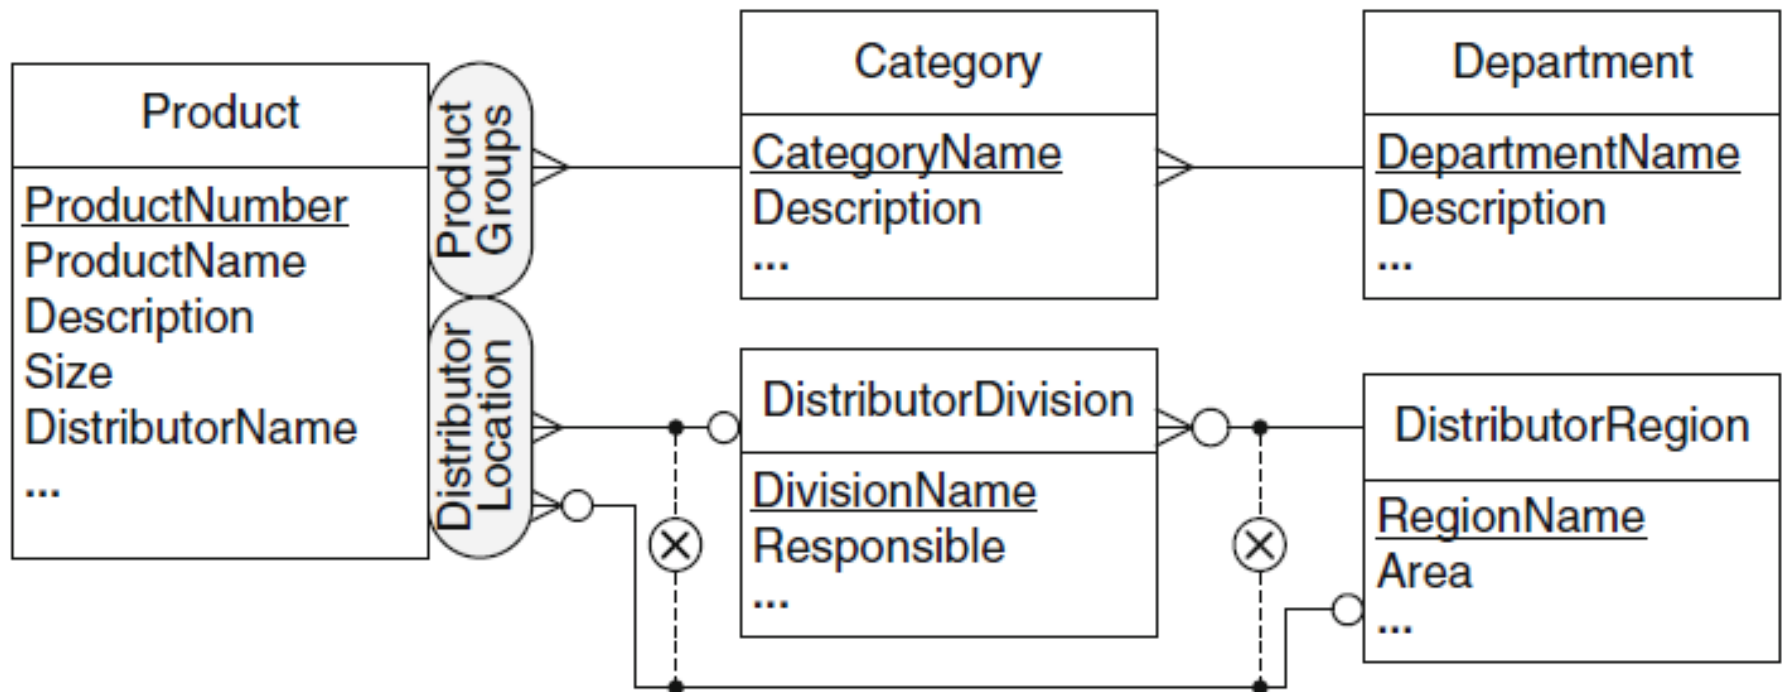 Product
ProductNumber
ProductName
Description
Size
DistributorName
...
Product
Groups
Distributor
Location
Category
CategoryName
Description
...
Department
DepartmentName
Description
...
DistributorDivision
DivisionName
Responsible
...
DistributorRegion
RegionName
Area
...